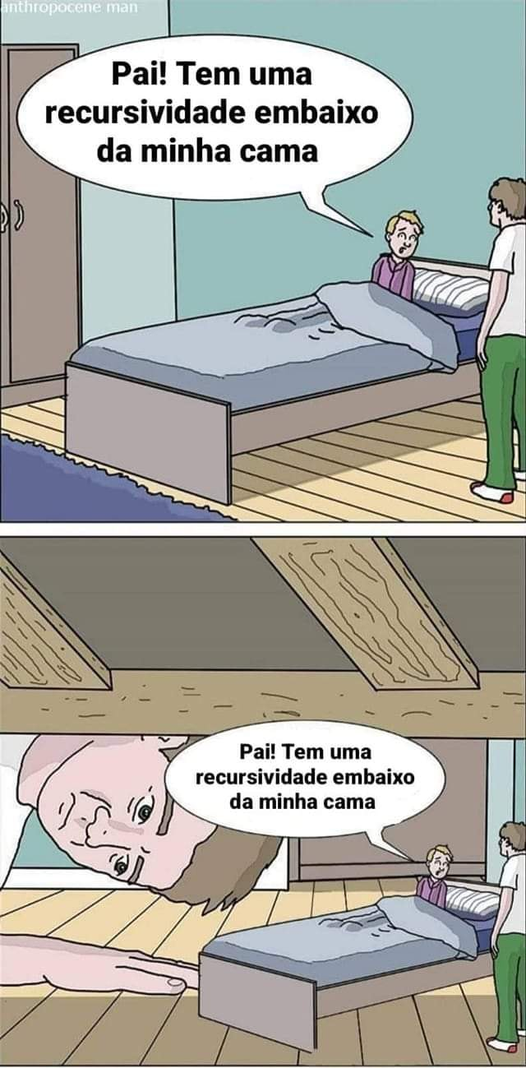 anthropocene man
Pai! Tem uma
recursividade embaixo
da minha cama
Pai! Tem uma
recursividade embaixo
da minha cama